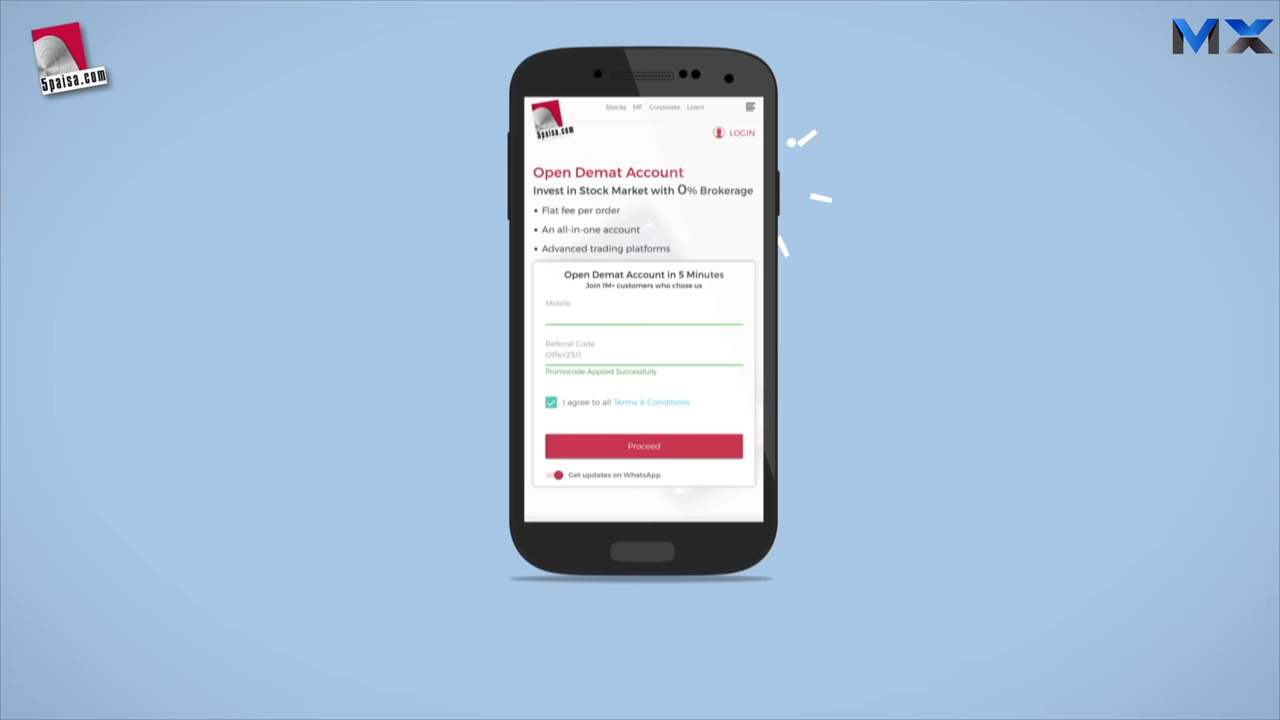 5paisa.com
MX
5paisa.com
Stocks MF Corporate Learn
LOGIN
Open Demat Account
Invest in Stock Market with 0% Brokerage
• Flat fee per order
• An all-in-one account
• Advanced trading platforms
Open Demat Account in 5 Minutes
Join 1M+ customers who chose us
Mobile
Referral Code
Offer250
Promocode Applied Successfully
I agree to all Terms & Conditions
Proceed
Get updates on WhatsApp